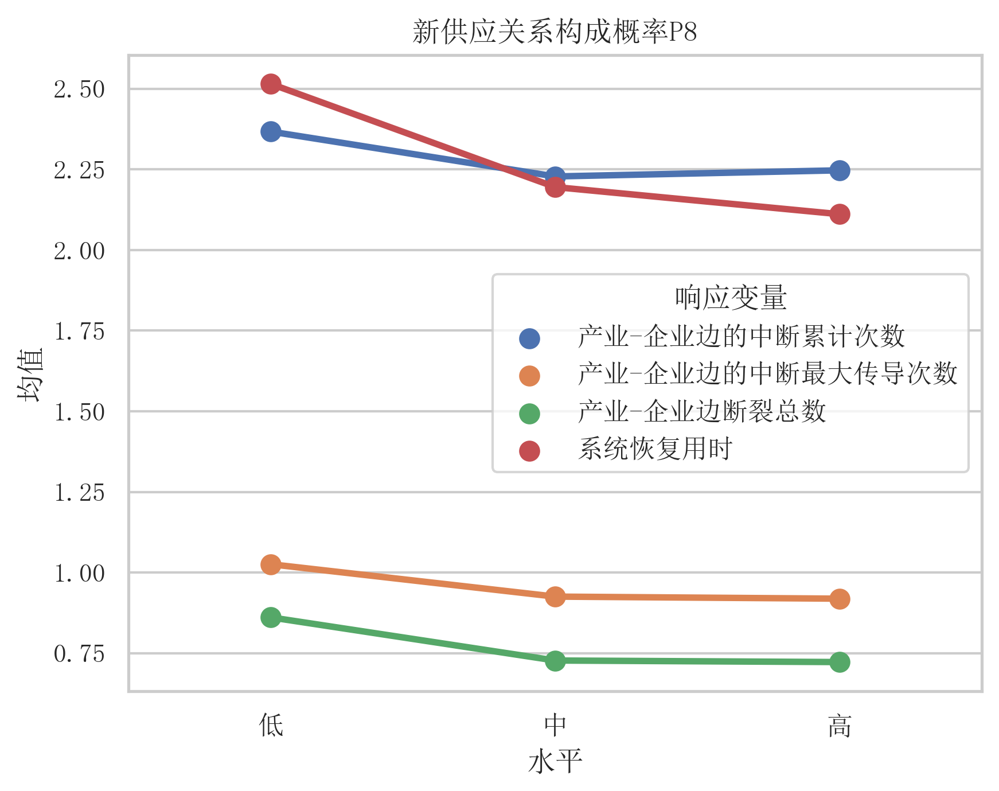 新供应关系构成概率P8
2.50
2.25
2.00
1.75
1.50
1.25
1.00
0.75
均值
响应变量
产业-企业边的中断累计次数
产业-企业边的中断最大传导次数
产业-企业边断裂总数
系统恢复用时
低 中 高
水平